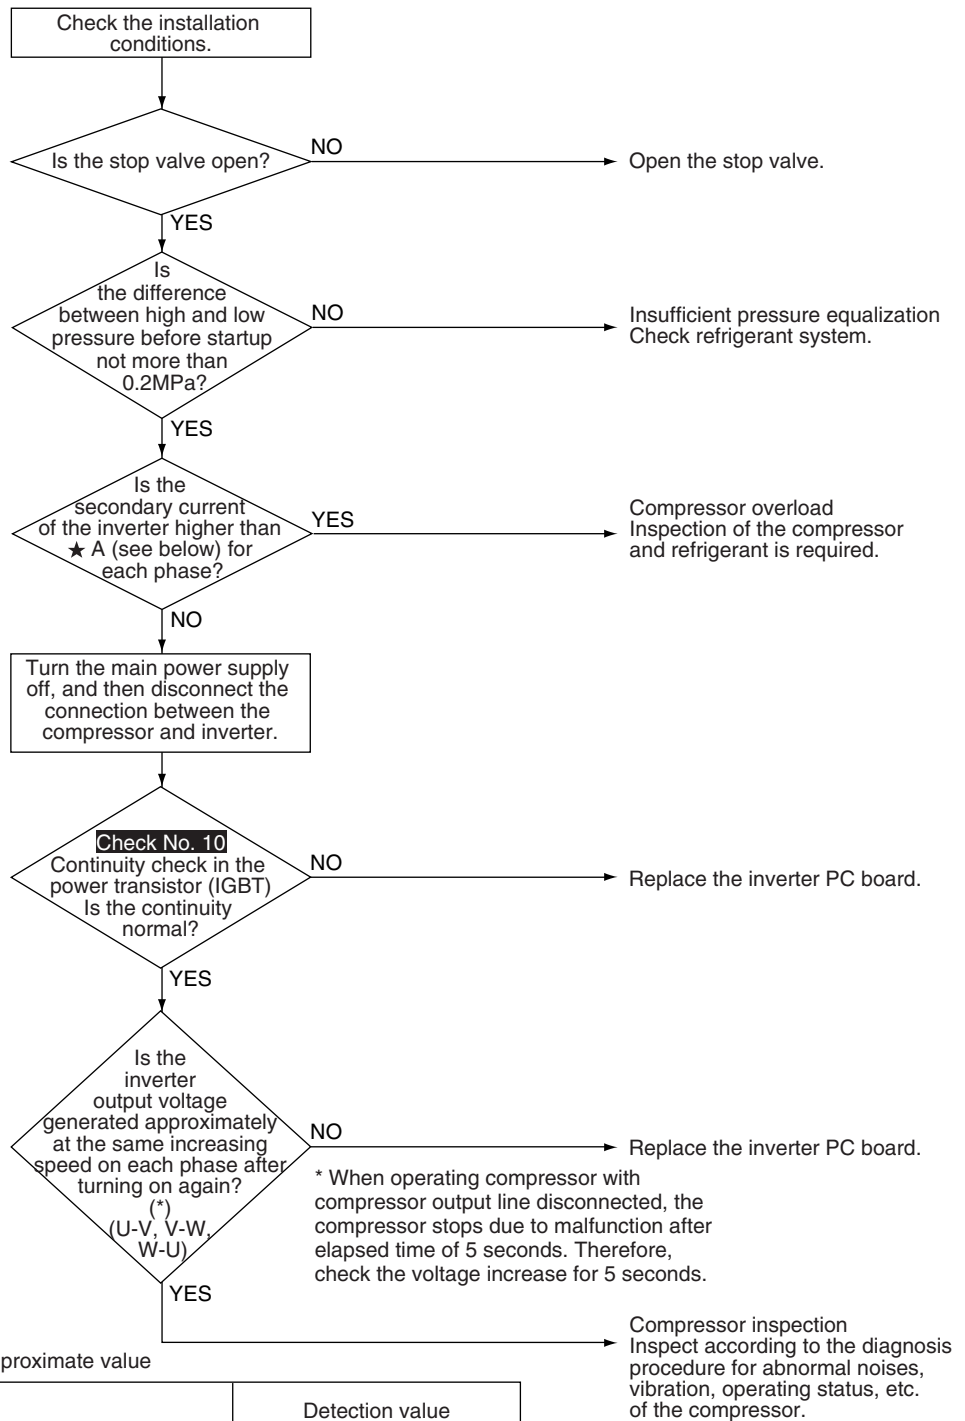 Check the installation
conditions.
Is the stop valve open?
NO
Open the stop valve.
YES
Is
the difference
between high and low
pressure before startup
not more than
0.2MPa?
NO
Insufficient pressure equalization
Check refrigerant system.
YES
Is the
secondary current
of the inverter higher than
★ A (see below) for
each phase?
YES
Compressor overload
Inspection of the compressor
and refrigerant is required.
NO
Turn the main power supply
off, and then disconnect the
connection between the
compressor and inverter.
Check No. 10
Continuity check in the
power transistor (IGBT)
Is the continuity
normal?
NO
Replace the inverter PC board.
YES
Is the
inverter
output voltage
generated approximately
at the same increasing
speed on each phase after
turning on again?
(*)
(U-V, V-W,
W-U)
NO
Replace the inverter PC board.
* When operating compressor with
compressor output line disconnected, the
compressor stops due to malfunction after
elapsed time of 5 seconds. Therefore,
check the voltage increase for 5 seconds.
YES
Compressor inspection
Inspect according to the diagnosis
procedure for abnormal noises,
vibration, operating status, etc.
of the compressor.
proximate value
Detection value